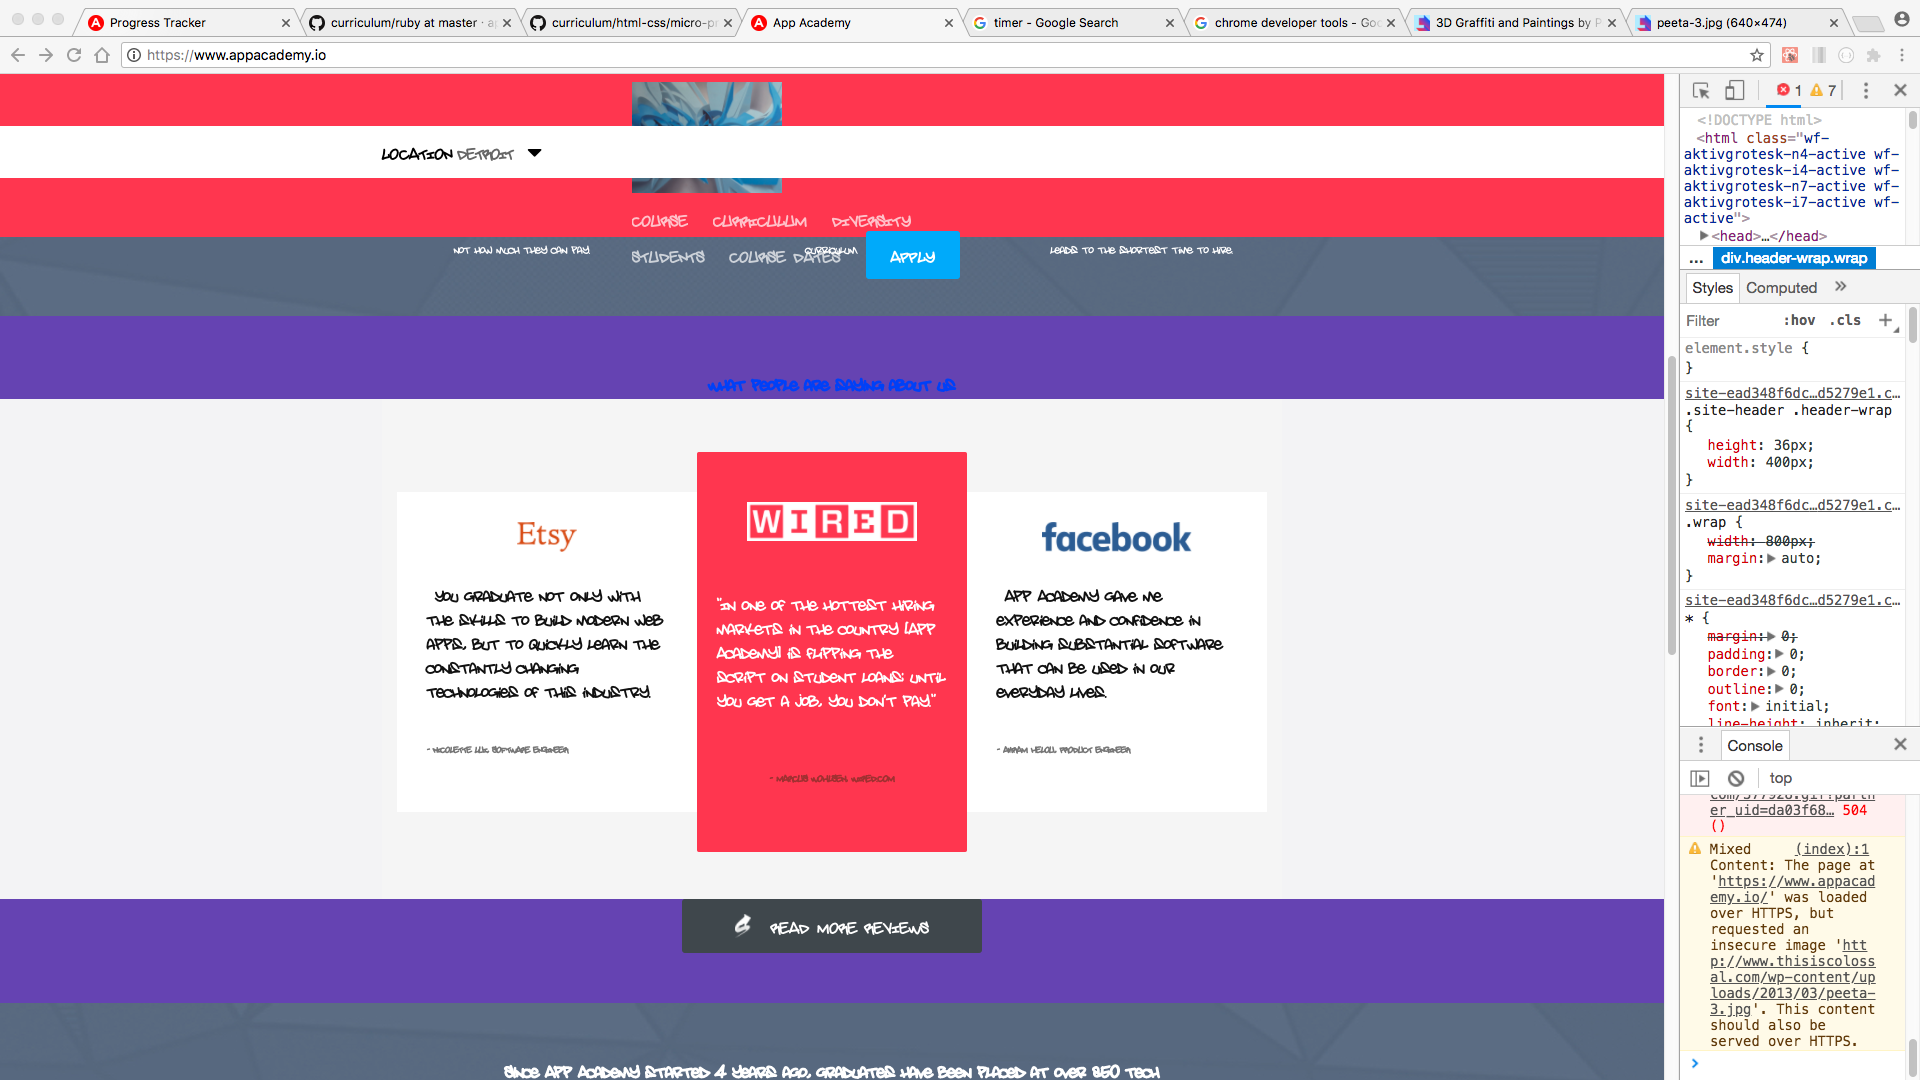 Progress Tracker
curriculum/ruby at master · a
curriculum/html-css/micro-p
App Academy
timer - Google Search
chrome developer tools - Go
3D Graffiti and Paintings by P
peeta-3.jpg (640×474)
https://www.appacademy.io
LOCATION DETROIT
COURSE CURRICULUM DIVERSITY
NOT HOW MUCH THEY CAN PAY.
CURRICULUM
LEADS TO THE SHORTEST TIME TO HIRE.
STUDENTS COURSE DATES APPLY
WHAT PEOPLE ARE SAYING ABOUT US
Etsy
YOU GRADUATE NOT ONLY WITH
THE SKILLS TO BUILD MODERN WEB
APPS, BUT TO QUICKLY LEARN THE
CONSTANTLY CHANGING
TECHNOLOGIES OF THIS INDUSTRY.
WIRED
"IN ONE OF THE HOTTEST HIRING
MARKETS IN THE COUNTRY [APP
ACADEMY] IS FLIPPING THE
SCRIPT ON STUDENT LOANS: UNTIL
YOU GET A JOB, YOU DON'T PAY."
- MARCUS WOHLSEN, WIRED.COM
facebook
APP ACADEMY GAVE ME
EXPERIENCE AND CONFIDENCE IN
BUILDING SUBSTANTIAL SOFTWARE
THAT CAN BE USED IN OUR
EVERYDAY LIVES.
PRODUCT ENGINEER
READ MORE REVIEWS
SINCE APP ACADEMY STARTED 4 YEARS AGO, GRADUATES HAVE BEEN PLACED AT OVER 850 TECH
1 7
<!DOCTYPE html>
<html class="wf-
aktivgrotesk-n4-active wf-
aktivgrotesk-i4-active wf-
aktivgrotesk-n7-active wf-
aktivgrotesk-i7-active wf-
active">
<head>…</head>
... div.header-wrap.wrap
Styles Computed »
Filter :hov .cls +
element.style {
}
site-ead348f6dc…d5279e1.c…
.site-header .header-wrap
{
height: 36px;
width: 400px;
}
site-ead348f6dc…d5279e1.c…
.wrap {
width: 800px;
margin: auto;
}
site-ead348f6dc…d5279e1.c…
* {
margin: 0;
padding: 0;
border: 0;
outline: 0;
font: initial;
line-height: inherit;
Console
top
com/377928.gif?partn
er_uid=da03f68… 504
()
Mixed (index):1
Content: The page at
'https://www.appacad
emy.io/' was loaded
over HTTPS, but
requested an
insecure image 'htt
p://www.thisiscoloss
al.com/wp-content/up
loads/2013/03/peeta-
3.jpg'. This content
should also be
served over HTTPS.